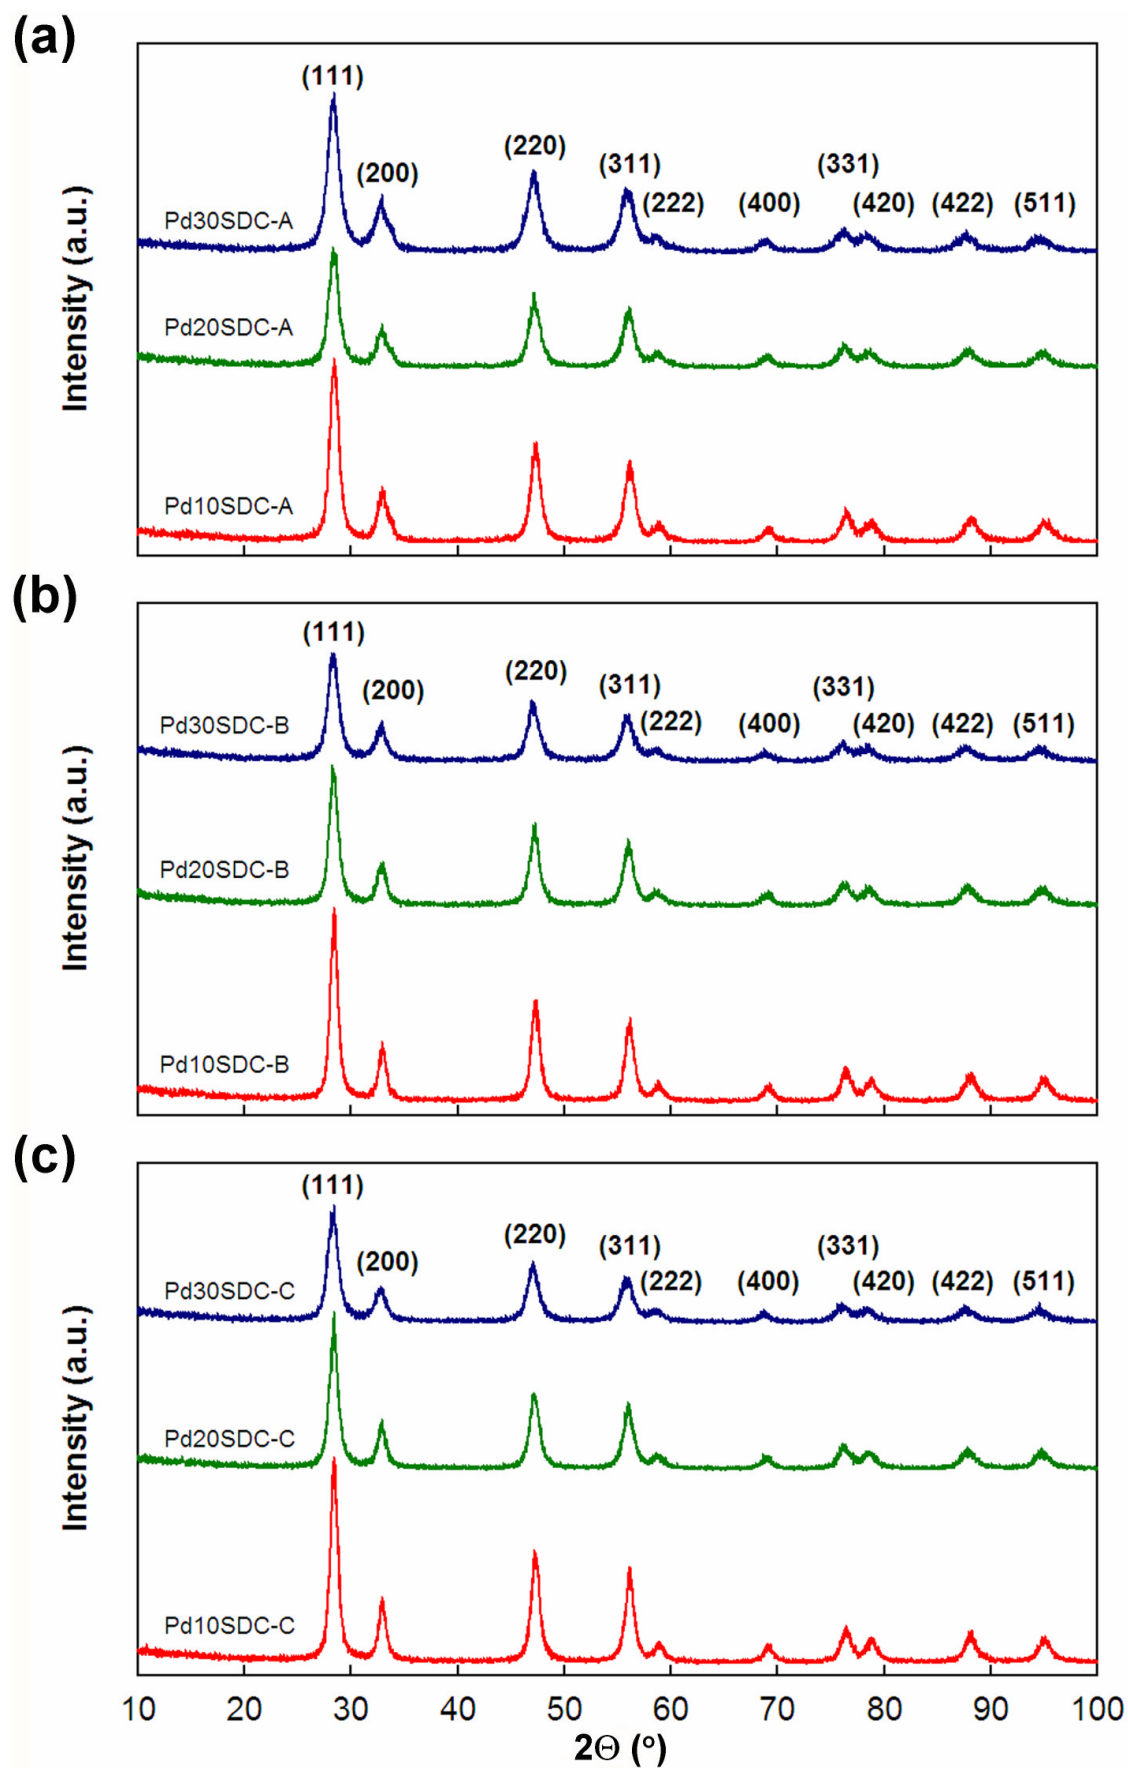 (a)
(111)
(200)
(220)
(311)
(222)
(400)
(331)
(420)
(422)
(511)
Pd30SDC-A
Pd20SDC-A
Pd10SDC-A
Intensity (a.u.)
(b)
(111)
(200)
(220)
(311)
(222)
(400)
(331)
(420)
(422)
(511)
Pd30SDC-B
Pd20SDC-B
Pd10SDC-B
Intensity (a.u.)
(c)
(111)
(200)
(220)
(311)
(222)
(400)
(331)
(420)
(422)
(511)
Pd30SDC-C
Pd20SDC-C
Pd10SDC-C
Intensity (a.u.)
10 20 30 40 50 60 70 80 90 100
2Θ (°)